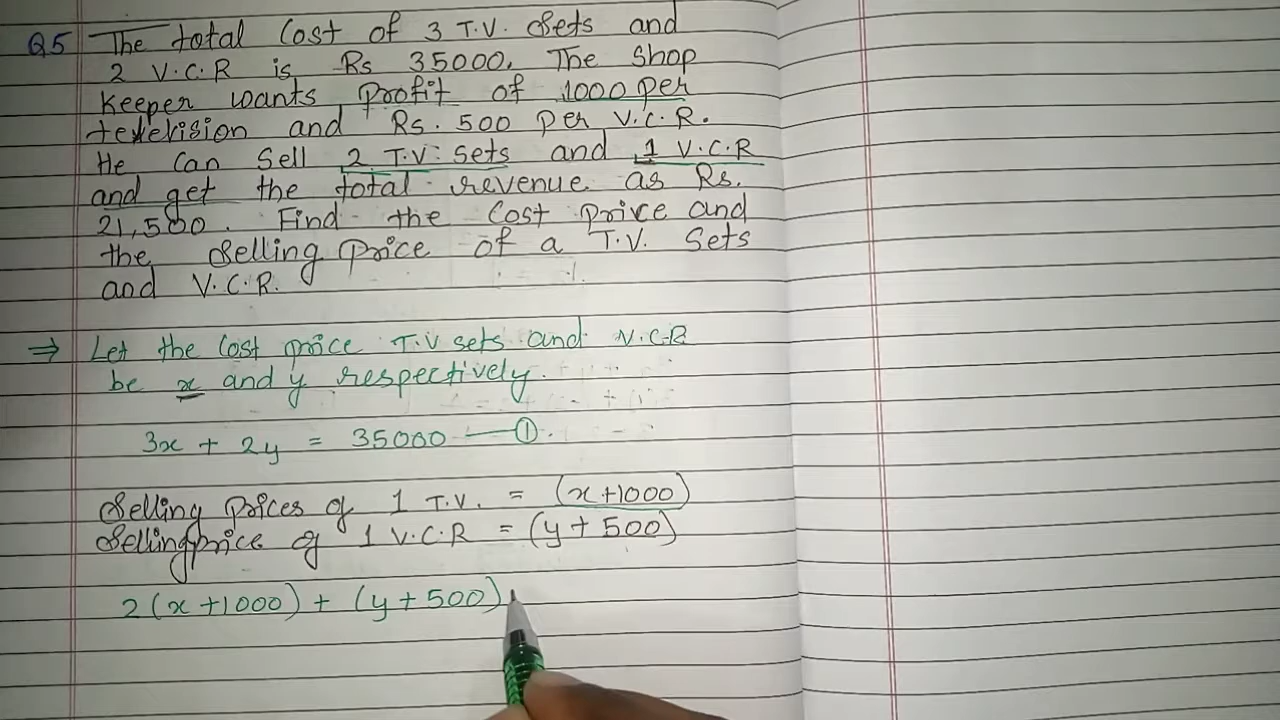 Q5 The total Cost of 3 T.V. Sets and
2 V.C.R is Rs 35000. The Shop
Keeper wants Profit of 1000 per
television and Rs. 500 Per V.C.R.
He Can Sell 2 T.V. Sets and 1 V.C.R
and get the total revenue as Rs.
21,500. Find the Cost price and
the Selling Price of a T.V. Sets
and V.C.R.
⇒ Let the Cost price T.V sets and V.C.R
be x and y respectively.
3x + 2y = 35000 — ①.
Selling Prices of 1 T.V. = (x+1000)
Selling price of 1 V.C.R = (y+500)
2(x+1000) + (y+500)